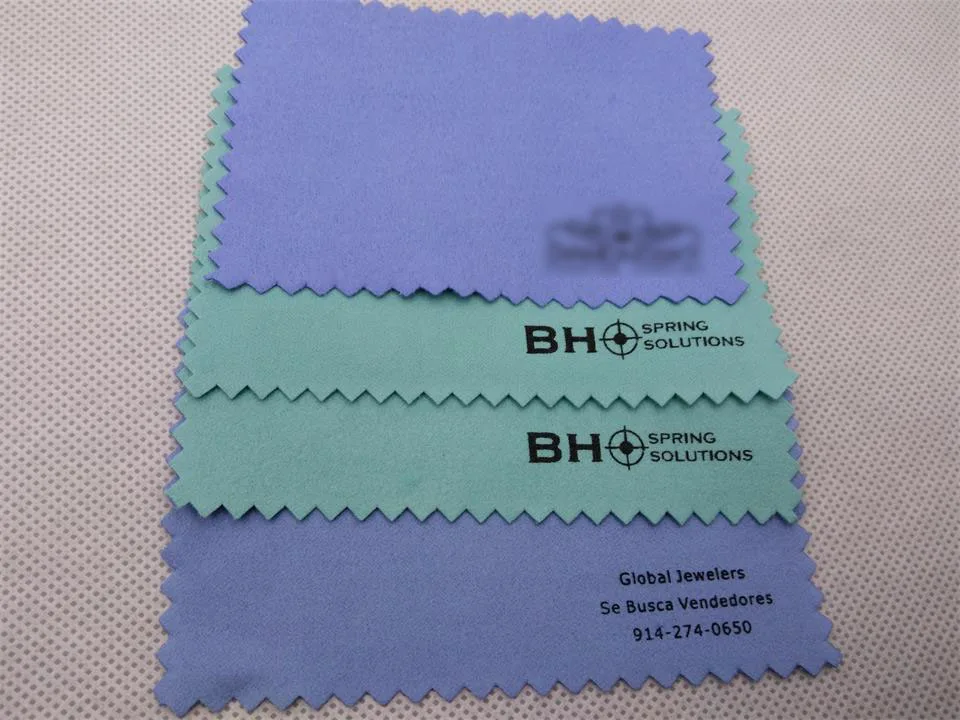 BH SPRING
SOLUTIONS
BH SPRING
SOLUTIONS
Global Jewelers
Se Busca Vendedores
914-274-0650